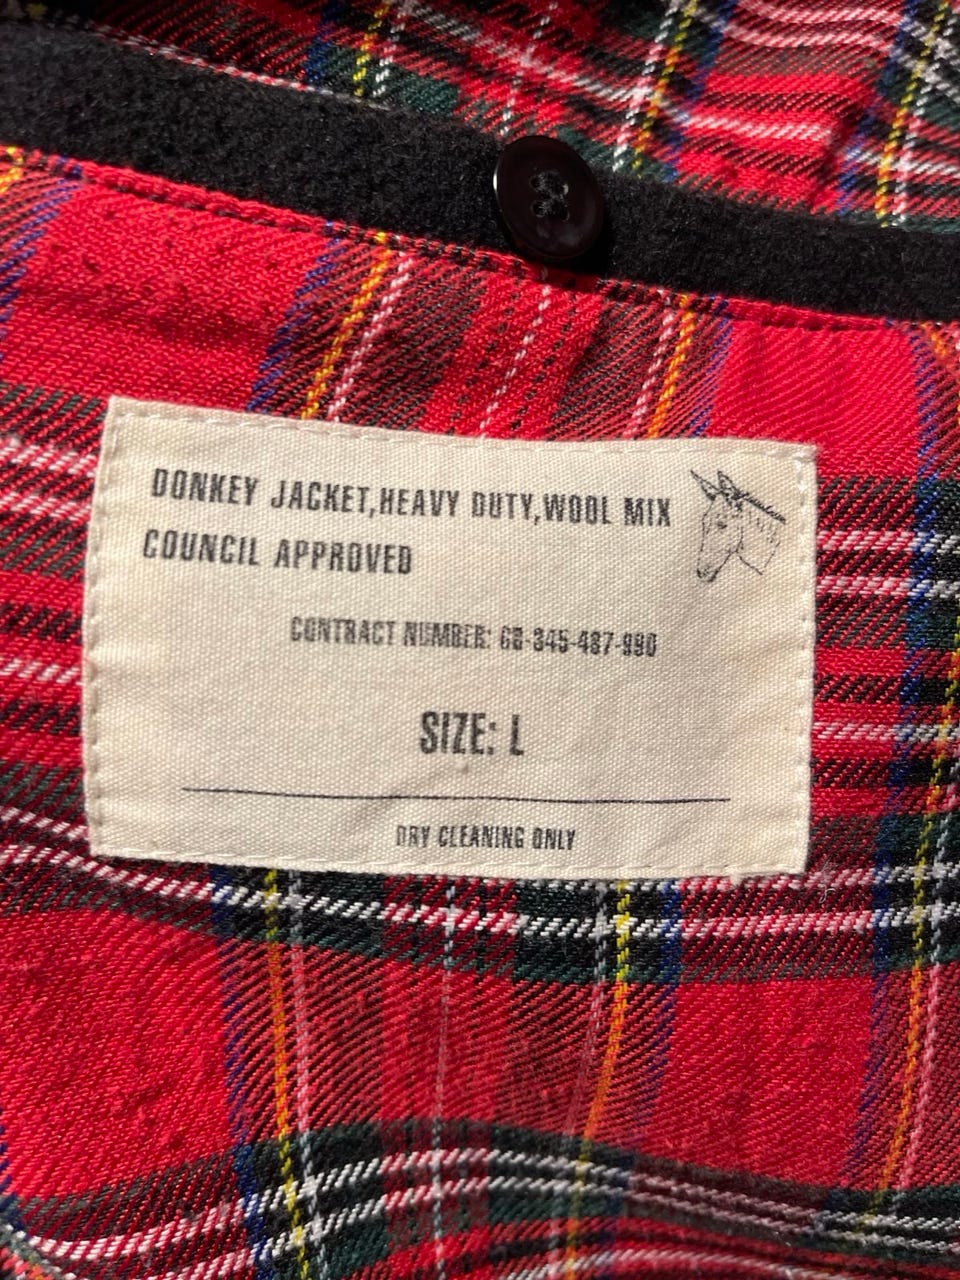 DONKEY JACKET,HEAVY DUTY,WOOL MIX
COUNCIL APPROVED
CONTRACT NUMBER: 68-345-487-990
SIZE: L
DRY CLEANING ONLY